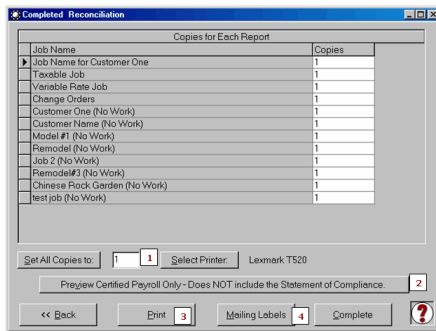 Completed Reconciliation
Copies for Each Report
Job Name Copies
Job Name for Customer One 1
Taxable Job 1
Variable Rate Job 1
Change Orders 1
Customer One (No Work) 1
Customer Name (No Work) 1
Model #1 (No Work) 1
Remodel (No Work) 1
Job 2 (No Work) 1
Remodel#3 (No Work) 1
Chinese Rock Garden (No Work) 1
test job (No Work) 1
Set All Copies to: 1 1 Select Printer: Lexmark T520
Preview Certified Payroll Only - Does NOT include the Statement of Compliance. 2
<< Back Print 3 Mailing Labels 4 Complete ?